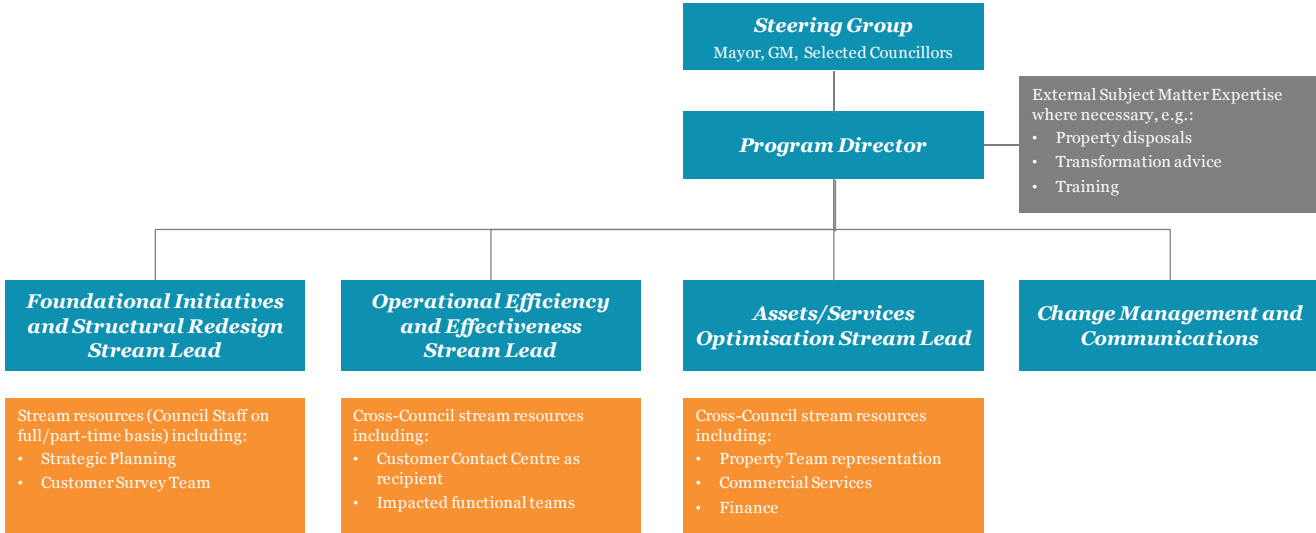 Steering Group
Mayor, GM, Selected Councillors
Program Director
External Subject Matter Expertise
where necessary, e.g.:
• Property disposals
• Transformation advice
• Training
Foundational Initiatives
and Structural Redesign
Stream Lead
Operational Efficiency
and Effectiveness
Stream Lead
Assets/Services
Optimisation Stream Lead
Change Management and
Communications
Stream resources (Council Staff on
full/part-time basis) including:
• Strategic Planning
• Customer Survey Team
Cross-Council stream resources
including:
• Customer Contact Centre as
recipient
• Impacted functional teams
Cross-Council stream resources
including:
• Property Team representation
• Commercial Services
• Finance